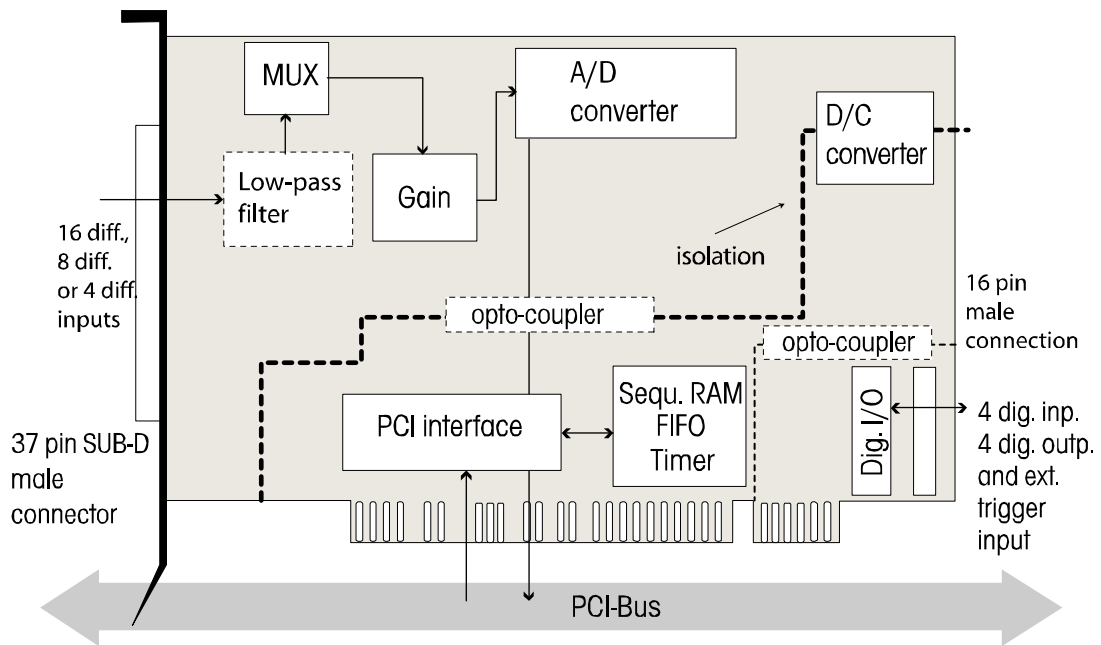 MUX
A/D
converter
D/C
converter
Low-pass
filter
Gain
16 diff.,
8 diff.
or 4 diff.
inputs
isolation
16 pin
male
connection
opto-coupler
opto-coupler
PCI interface
Sequ. RAM
FIFO
Timer
Dig. I/O
4 dig. inp.
4 dig. outp.
and ext.
trigger
input
37 pin SUB-D
male
connector
PCI-Bus